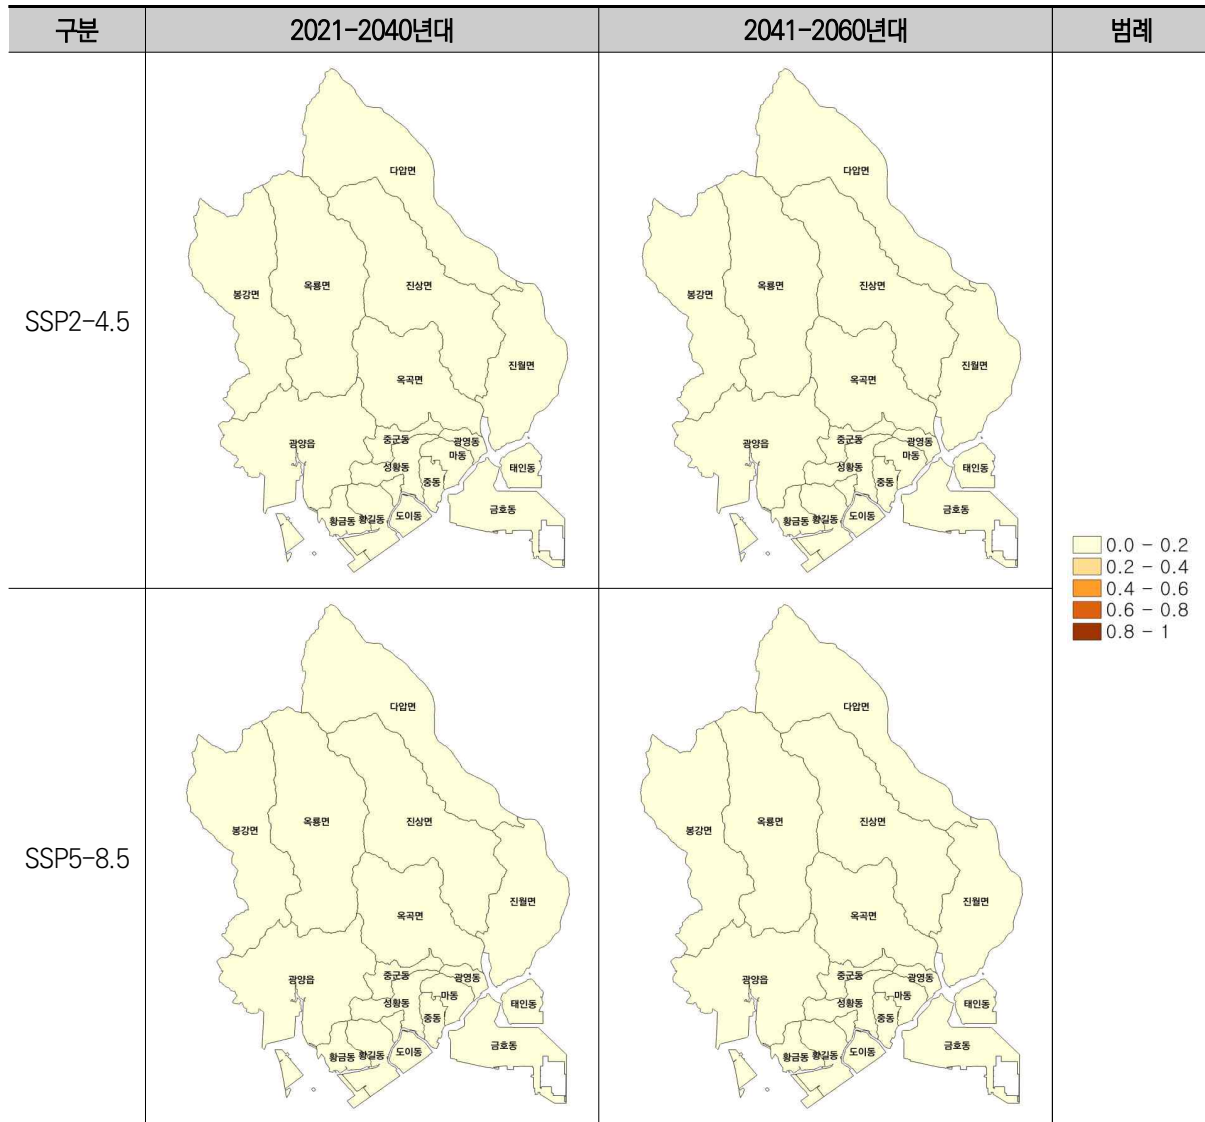 구분 2021-2040년대 2041-2060년대 범례
SSP2-4.5
다압면
봉강면
옥룡면
진상면
진월면
옥곡면
광양읍
중군동
광영동
마동
성황동
중동
태인동
황금동
황길동
도이동
금호동
다압면
봉강면
옥룡면
진상면
진월면
옥곡면
광양읍
중군동
광영동
마동
성황동
중동
태인동
황금동
황길동
도이동
금호동
0.0 - 0.2
0.2 - 0.4
0.4 - 0.6
0.6 - 0.8
0.8 - 1
SSP5-8.5
다압면
봉강면
옥룡면
진상면
진월면
옥곡면
광양읍
중군동
광영동
마동
성황동
중동
태인동
황금동
황길동
도이동
금호동
다압면
봉강면
옥룡면
진상면
진월면
옥곡면
광양읍
중군동
광영동
마동
성황동
중동
태인동
황금동
황길동
도이동
금호동